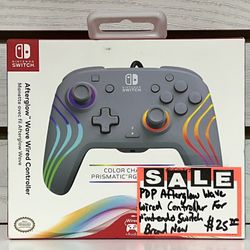 NINTENDO
SWITCH
Afterglow™ Wave Wired Controller
Manette avec fil Afterglow Wave
COLOR CHA
PRISMATIC RG
SALE
PDP Afterglow Wave
Wired Controller For
Nintendo Switch
Brand New
$25